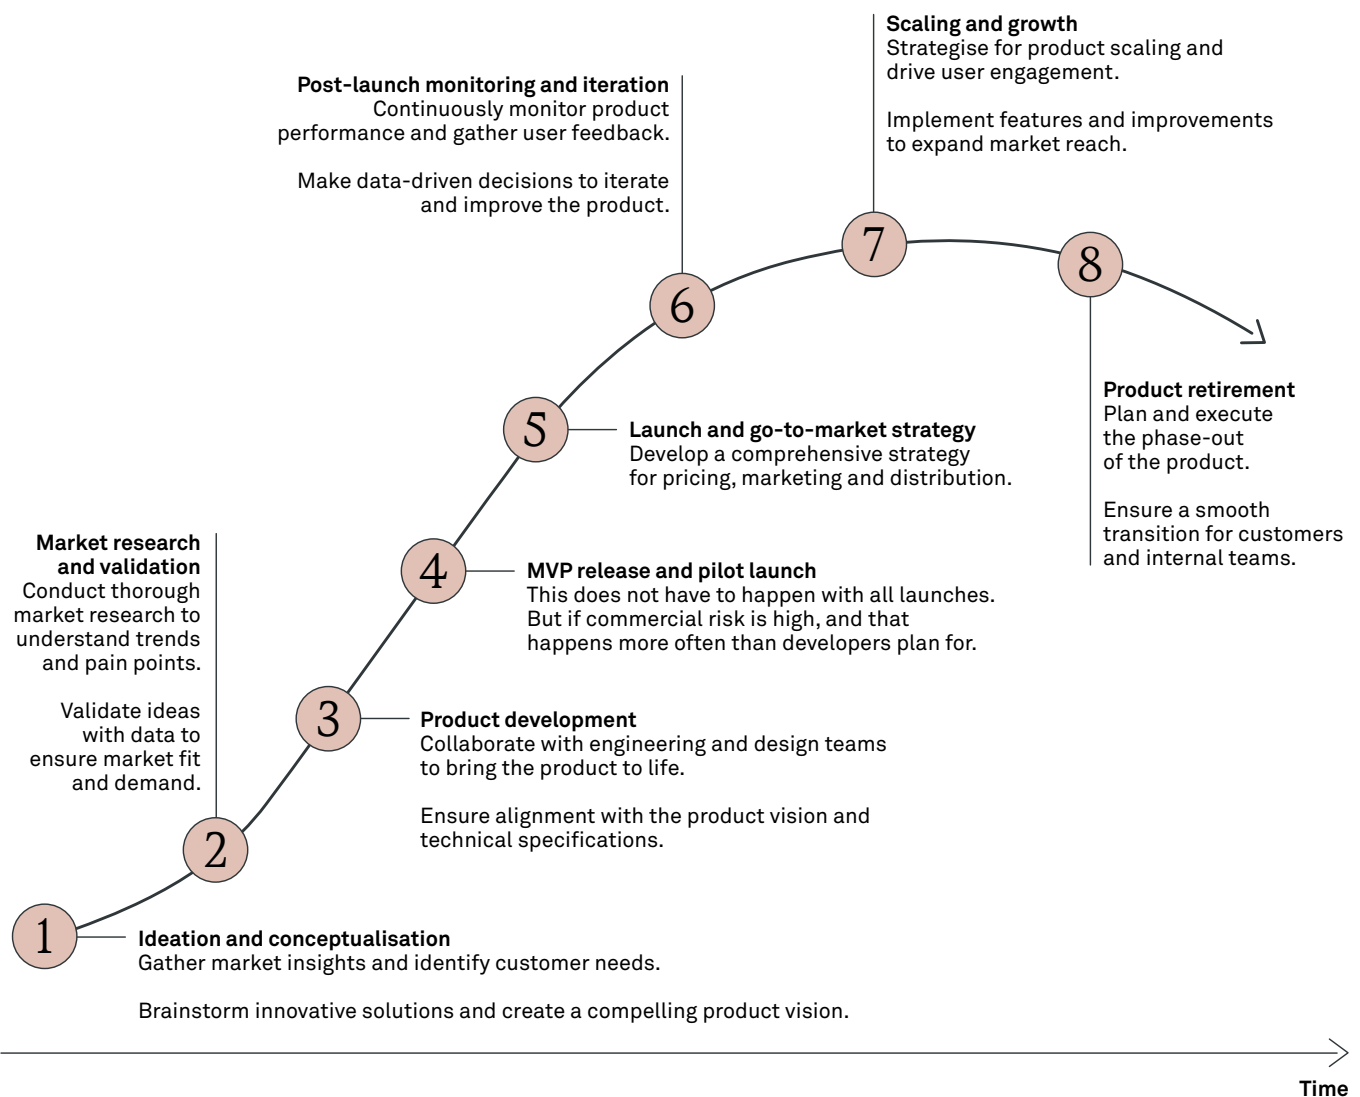 Scaling and growth
Strategise for product scaling and
drive user engagement.
Implement features and improvements
to expand market reach.
Post-launch monitoring and iteration
Continuously monitor product
performance and gather user feedback.
Make data-driven decisions to iterate
and improve the product.
7
8
6
Product retirement
Plan and execute
the phase-out
of the product.
Ensure a smooth
transition for customers
and internal teams.
5
Launch and go-to-market strategy
Develop a comprehensive strategy
for pricing, marketing and distribution.
Market research
and validation
Conduct thorough
market research to
understand trends
and pain points.
Validate ideas
with data to
ensure market fit
and demand.
4
MVP release and pilot launch
This does not have to happen with all launches.
But if commercial risk is high, and that
happens more often than developers plan for.
3
Product development
Collaborate with engineering and design teams
to bring the product to life.
Ensure alignment with the product vision and
technical specifications.
2
1
Ideation and conceptualisation
Gather market insights and identify customer needs.
Brainstorm innovative solutions and create a compelling product vision.
Time